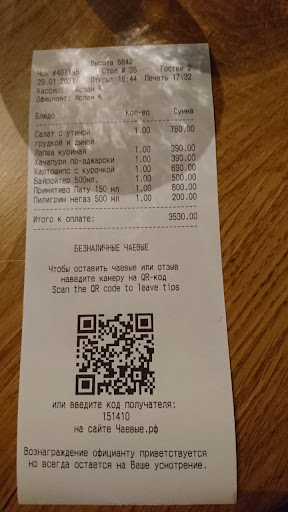 Высота 5642
Чек #407195 Стол # 35 Гостей 2
29.01.2021 Открыт 16:44 Печать 17:32
Кассир: Ислам К
Официант: Ислам К
Блюдо Кол-во Сумма
Салат с утиной 1.00 760.00
грудкой и дыней
Лапша куриная 1.00 390.00
Хачапури по-аджарски 1.00 390.00
Картошпс с курочкой 1.00 690.00
Байройтер 500мл. 1.00 500.00
Примитиво Лату 150 мл 1.00 600.00
Пилигрим негаз 500 мл 1.00 200.00
Итого к оплате: 3530.00
БЕЗНАЛИЧНЫЕ ЧАЕВЫЕ
Чтобы оставить чаевые или отзыв
наведите камеру на QR-код
Scan the QR code to leave tips
или введите код получателя:
151410
на сайте Чаевые.рф
Вознаграждение официанту приветствуется
но всегда остается на Ваше усмотрение.